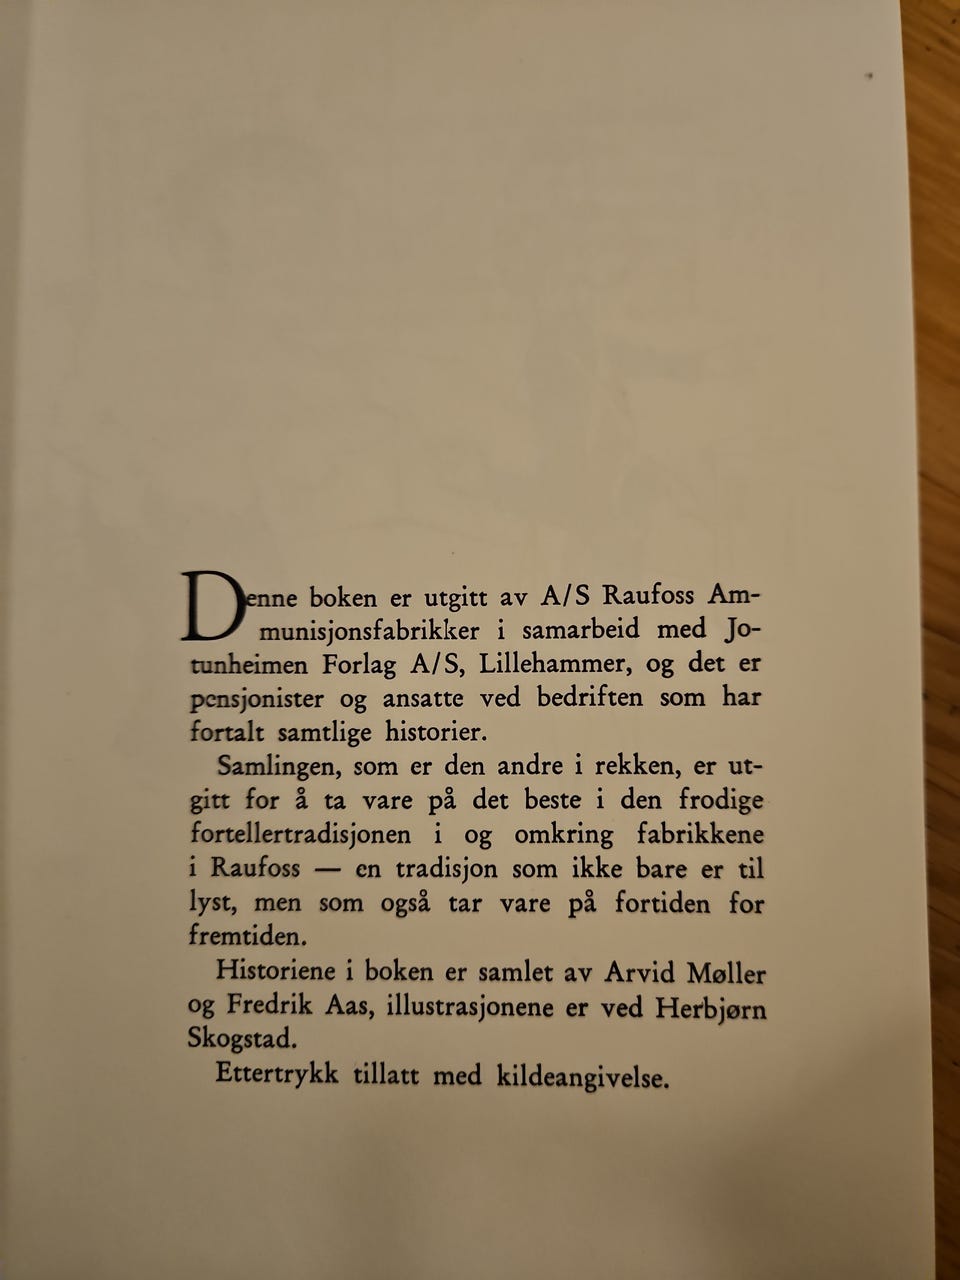 Denne boken er utgitt av A/S Raufoss Am-
munisjonsfabrikker i samarbeid med Jo-
tunheimen Forlag A/S, Lillehammer, og det er
pensjonister og ansatte ved bedriften som har
fortalt samtlige historier.
Samlingen, som er den andre i rekken, er ut-
gitt for å ta vare på det beste i den frodige
fortellertradisjonen i og omkring fabrikkene
i Raufoss — en tradisjon som ikke bare er til
lyst, men som også tar vare på fortiden for
fremtiden.
Historiene i boken er samlet av Arvid Møller
og Fredrik Aas, illustrasjonene er ved Herbjørn
Skogstad.
Ettertrykk tillatt med kildeangivelse.